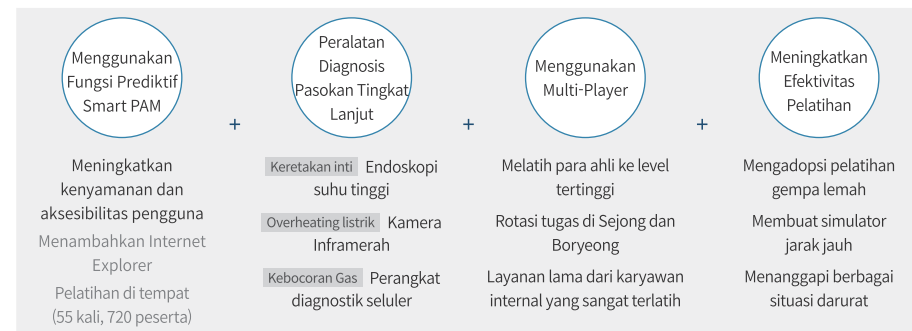 Menggunakan
Fungsi Prediktif
Smart PAM
Meningkatkan
kenyamanan dan
aksesibilitas pengguna
Menambahkan Internet
Explorer
Pelatihan di tempat
(55 kali, 720 peserta)
+
Peralatan
Diagnosis
Pasokan Tingkat
Lanjut
Keretakan inti Endoskopi
suhu tinggi
Overheating listrik Kamera
Inframerah
Kebocoran Gas Perangkat
diagnostik seluler
+
Menggunakan
Multi-Player
Melatih para ahli ke level
tertinggi
Rotasi tugas di Sejong dan
Boryeong
Layanan lama dari karyawan
internal yang sangat terlatih
+
Meningkatkan
Efektivitas
Pelatihan
Mengadopsi pelatihan
gempa lemah
Membuat simulator
jarak jauh
Menanggapi berbagai
situasi darurat